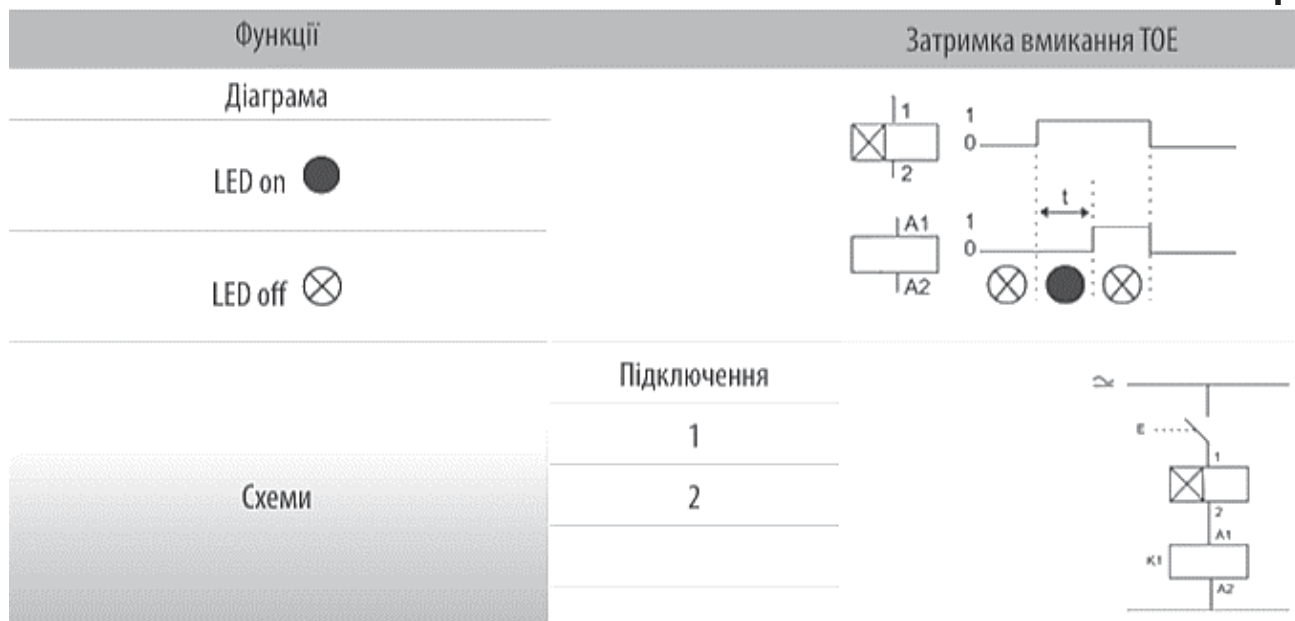 Функції
Затримка вмикання TOE
Діаграма
LED on
LED off
1
2
1
0
t
A1
A2
1
0
Підключення
1
2
Схеми
E
1
2
A1
K1
A2